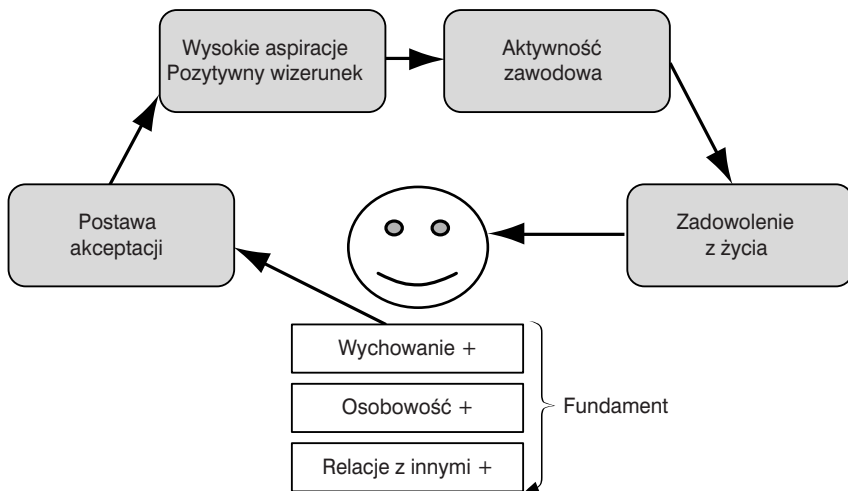 Wysokie aspiracje
Pozytywny wizerunek
Aktywność
zawodowa
Postawa
akceptacji
Zadowolenie
z życia
Wychowanie +
Osobowość +
Fundament
Relacje z innymi +